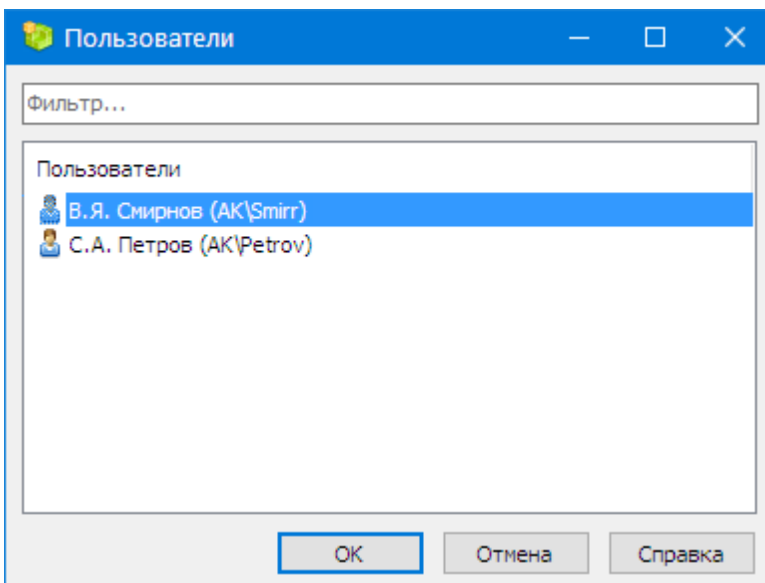 Пользователи
Фильтр...
Пользователи
В.Я. Смирнов (AK\Smirr)
С.А. Петров (AK\Petrov)
OK
Отмена
Справка